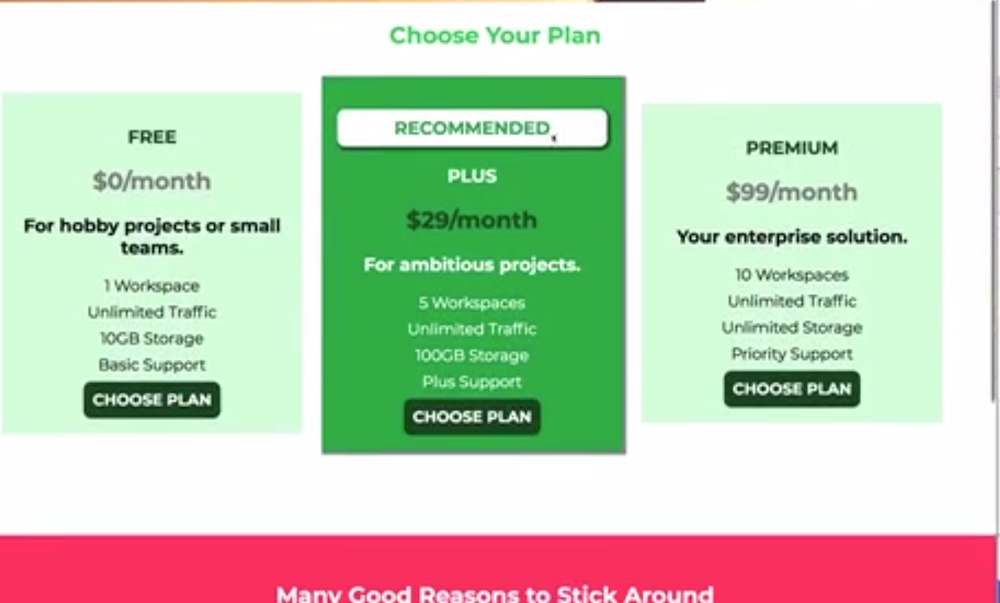 Choose Your Plan
FREE
$0/month
For hobby projects or small
teams.
1 Workspace
Unlimited Traffic
10GB Storage
Basic Support
CHOOSE PLAN
RECOMMENDED
PLUS
$29/month
For ambitious projects.
5 Workspaces
Unlimited Traffic
100GB Storage
Plus Support
CHOOSE PLAN
PREMIUM
$99/month
Your enterprise solution.
10 Workspaces
Unlimited Traffic
Unlimited Storage
Priority Support
CHOOSE PLAN
Many Good Reasons to Stick Around